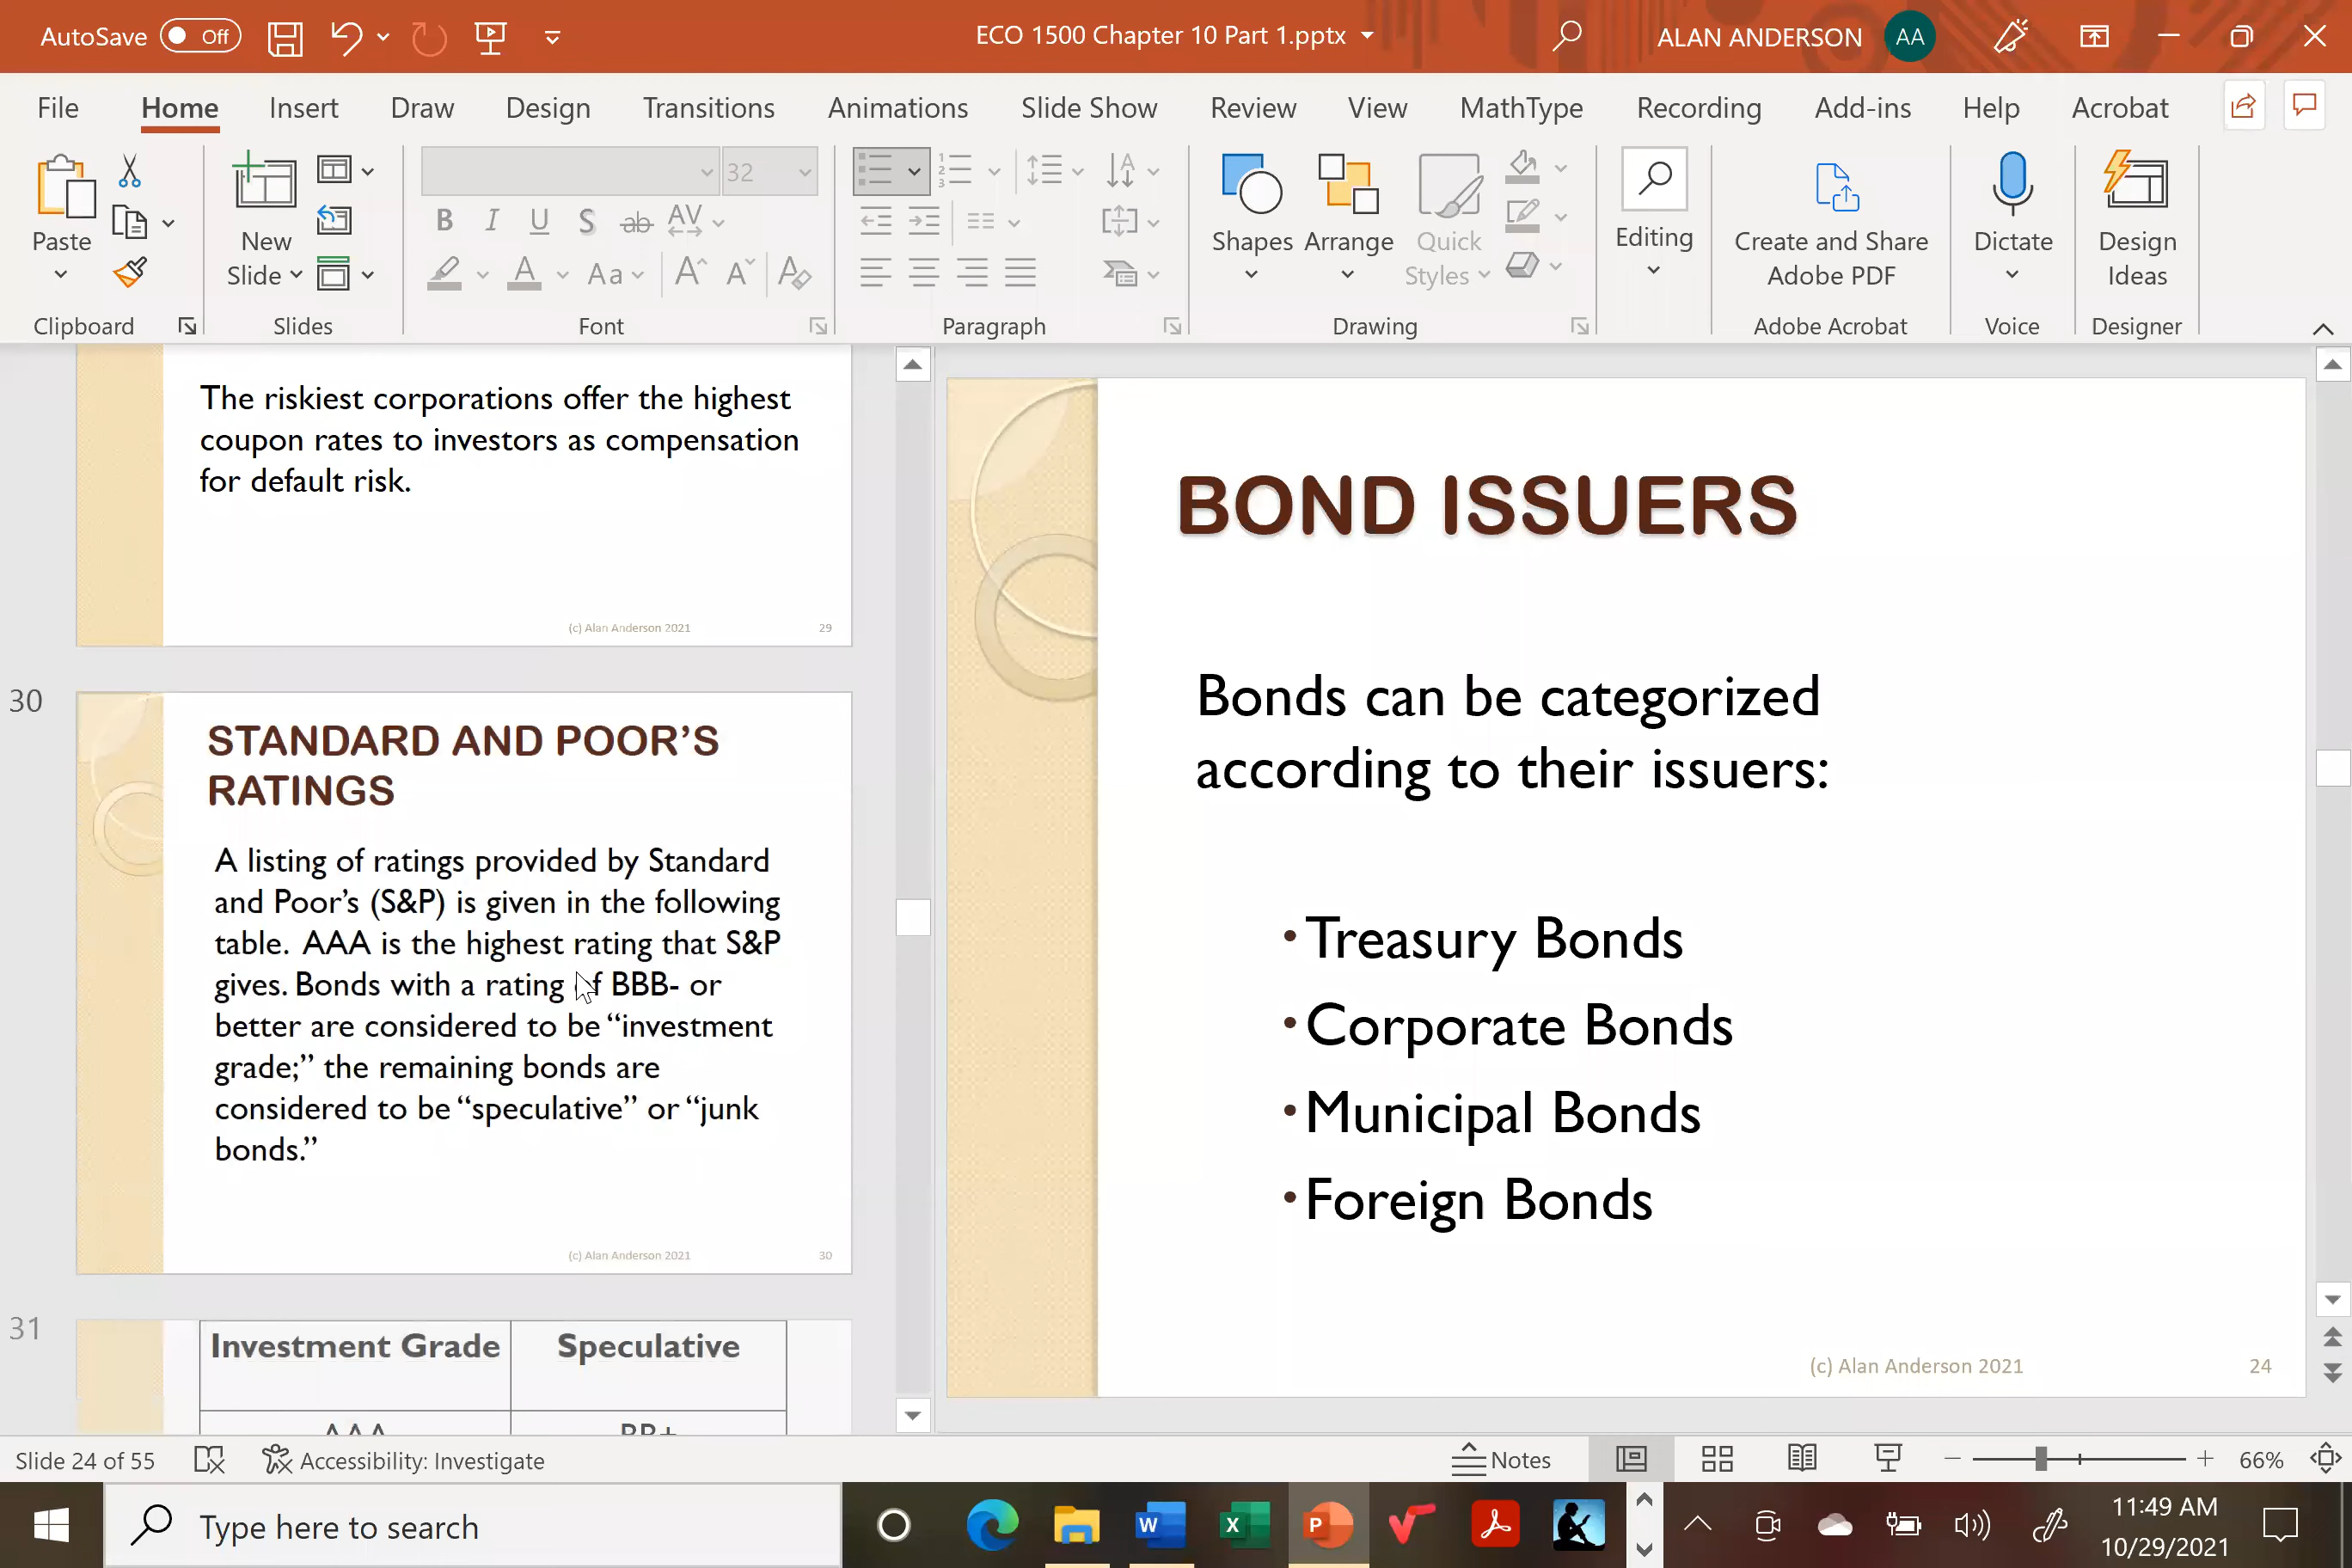 AutoSave Off
ECO 1500 Chapter 10 Part 1.pptx
ALAN ANDERSON AA
File Home Insert Draw Design Transitions Animations Slide Show Review View MathType Recording Add-ins Help Acrobat
Paste
Clipboard
New
Slide
Slides
32
B I U S ab AV
A Aa A A A
Font
Paragraph
Shapes Arrange Quick
Styles
Drawing
Editing
Create and Share
Adobe PDF
Adobe Acrobat
Dictate
Voice
Design
Ideas
Designer
The riskiest corporations offer the highest
coupon rates to investors as compensation
for default risk.
(c) Alan Anderson 2021 29
30
STANDARD AND POOR’S
RATINGS
A listing of ratings provided by Standard
and Poor’s (S&P) is given in the following
table. AAA is the highest rating that S&P
gives. Bonds with a rating of BBB- or
better are considered to be “investment
grade;” the remaining bonds are
considered to be “speculative” or “junk
bonds.”
(c) Alan Anderson 2021 30
31
Investment Grade Speculative
AAA BB+
BOND ISSUERS
Bonds can be categorized
according to their issuers:
•Treasury Bonds
•Corporate Bonds
•Municipal Bonds
•Foreign Bonds
(c) Alan Anderson 2021 24
Slide 24 of 55 Accessibility: Investigate Notes 66%
Type here to search
11:49 AM
10/29/2021